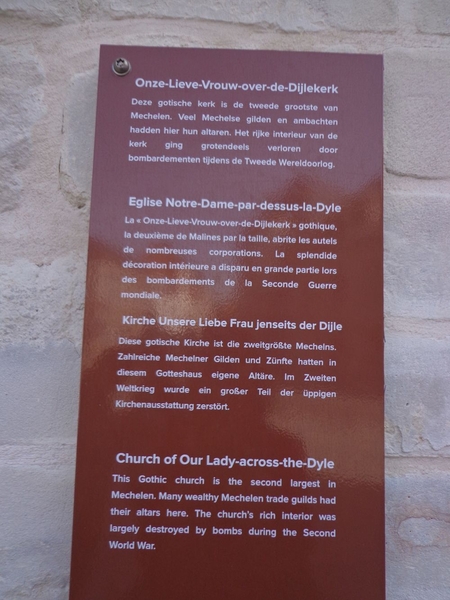 Onze-Lieve-Vrouw-over-de-Dijlekerk
Deze gotische kerk is de tweede grootste van
Mechelen. Veel Mechelse gilden en ambachten
hadden hier hun altaren. Het rijke interieur van de
kerk ging grotendeels verloren door
bombardementen tijdens de Tweede Wereldoorlog.
Eglise Notre-Dame-par-dessus-la-Dyle
La « Onze-Lieve-Vrouw-over-de-Dijlekerk » gothique,
la deuxième de Malines par la taille, abrite les autels
de nombreuses corporations. La splendide
décoration intérieure a disparu en grande partie lors
des bombardements de la Seconde Guerre
mondiale.
Kirche Unsere Liebe Frau jenseits der Dijle
Diese gotische Kirche ist die zweitgrößte Mechelns.
Zahlreiche Mechelner Gilden und Zünfte hatten in
diesem Gotteshaus eigene Altäre. Im Zweiten
Weltkrieg wurde ein großer Teil der üppigen
Kirchenausstattung zerstört.
Church of Our Lady-across-the-Dyle
This Gothic church is the second largest in
Mechelen. Many wealthy Mechelen trade guilds had
their altars here. The church's rich interior was
largely destroyed by bombs during the Second
World War.